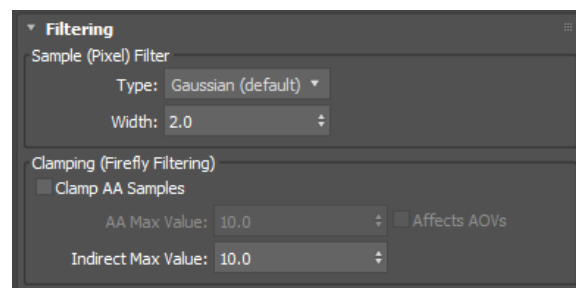 Filtering
Sample (Pixel) Filter
Type: Gaussian (default)
Width: 2.0
Clamping (Firefly Filtering)
Clamp AA Samples
AA Max Value: 10.0 Affects AOVs
Indirect Max Value: 10.0